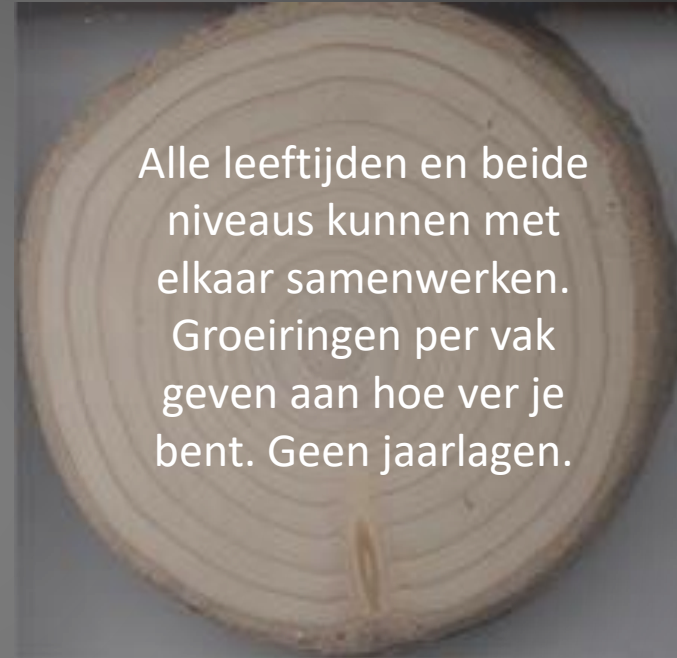 Alle leeftijden en beide
niveaus kunnen met
elkaar samenwerken.
Groeiringen per vak
geven aan hoe ver je
bent. Geen jaarlagen.